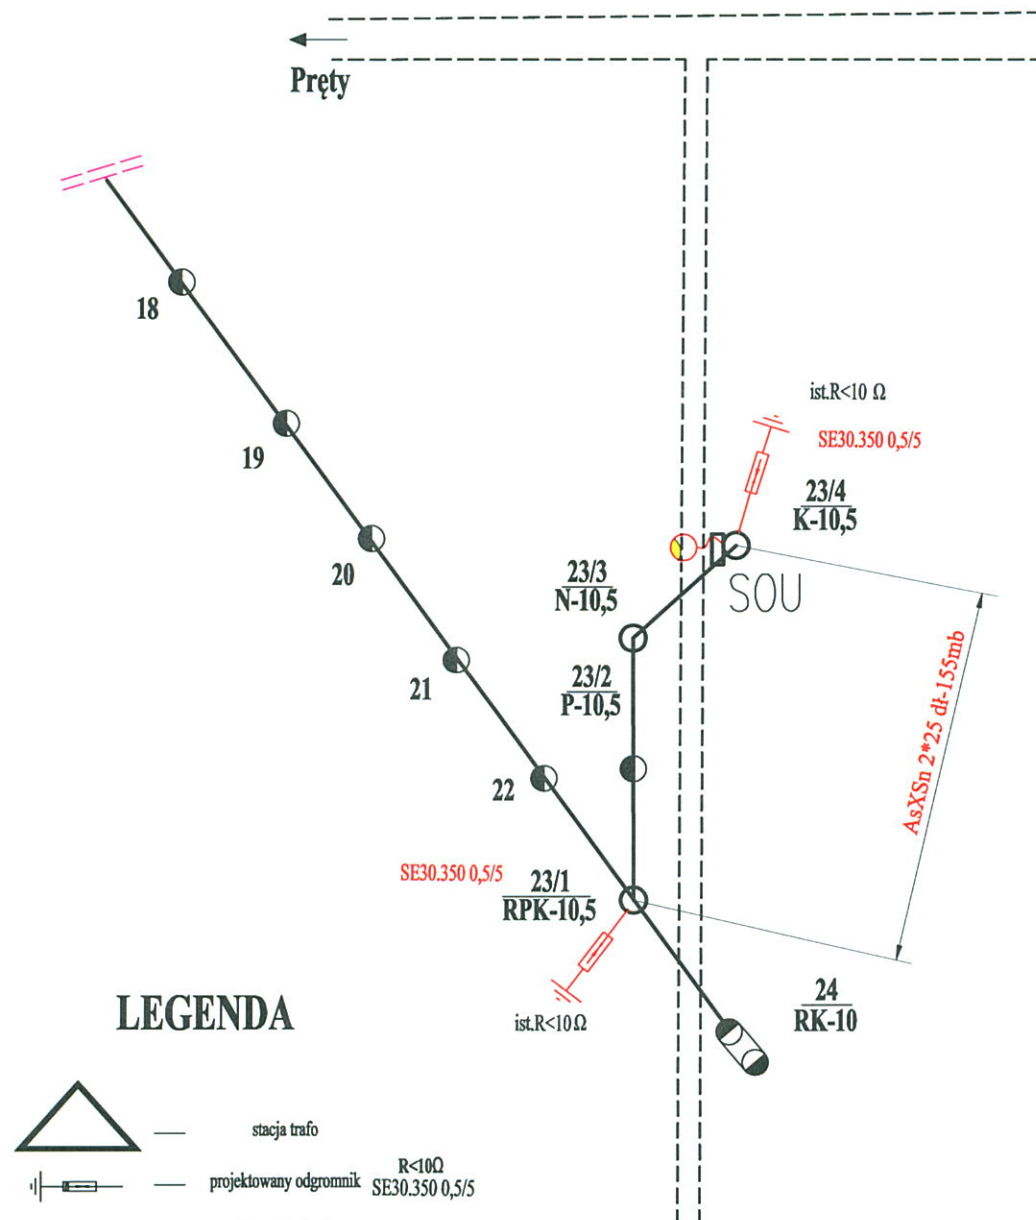 Pręty
18
19
20
21
22
ist.R<10 Ω
SE30.350 0,5/5
23/4
K-10,5
SOU
23/3
N-10,5
23/2
P-10,5
AsXSn 2*25 dł-155mb
SE30.350 0,5/5
23/1
RPK-10,5
ist.R<10Ω
24
RK-10
LEGENDA
stacja trafo
projektowany odgromnik
R<10Ω
SE30.350 0,5/5